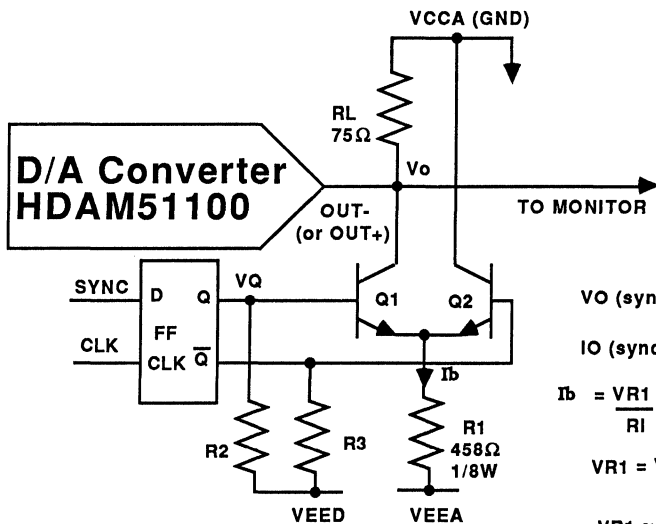 VCCA (GND)
RL
75Ω
D/A Converter
HDAM51100
Vo
OUT-
(or OUT+)
TO MONITOR
SYNC
D
Q
VQ
Q1
Q2
FF
CLK
CLK
Q̅
Ib
R2
R3
R1
458Ω
1/8W
VEED
VEEA
VO (syn
IO (sync
Ib = VR1
RI
VR1 =